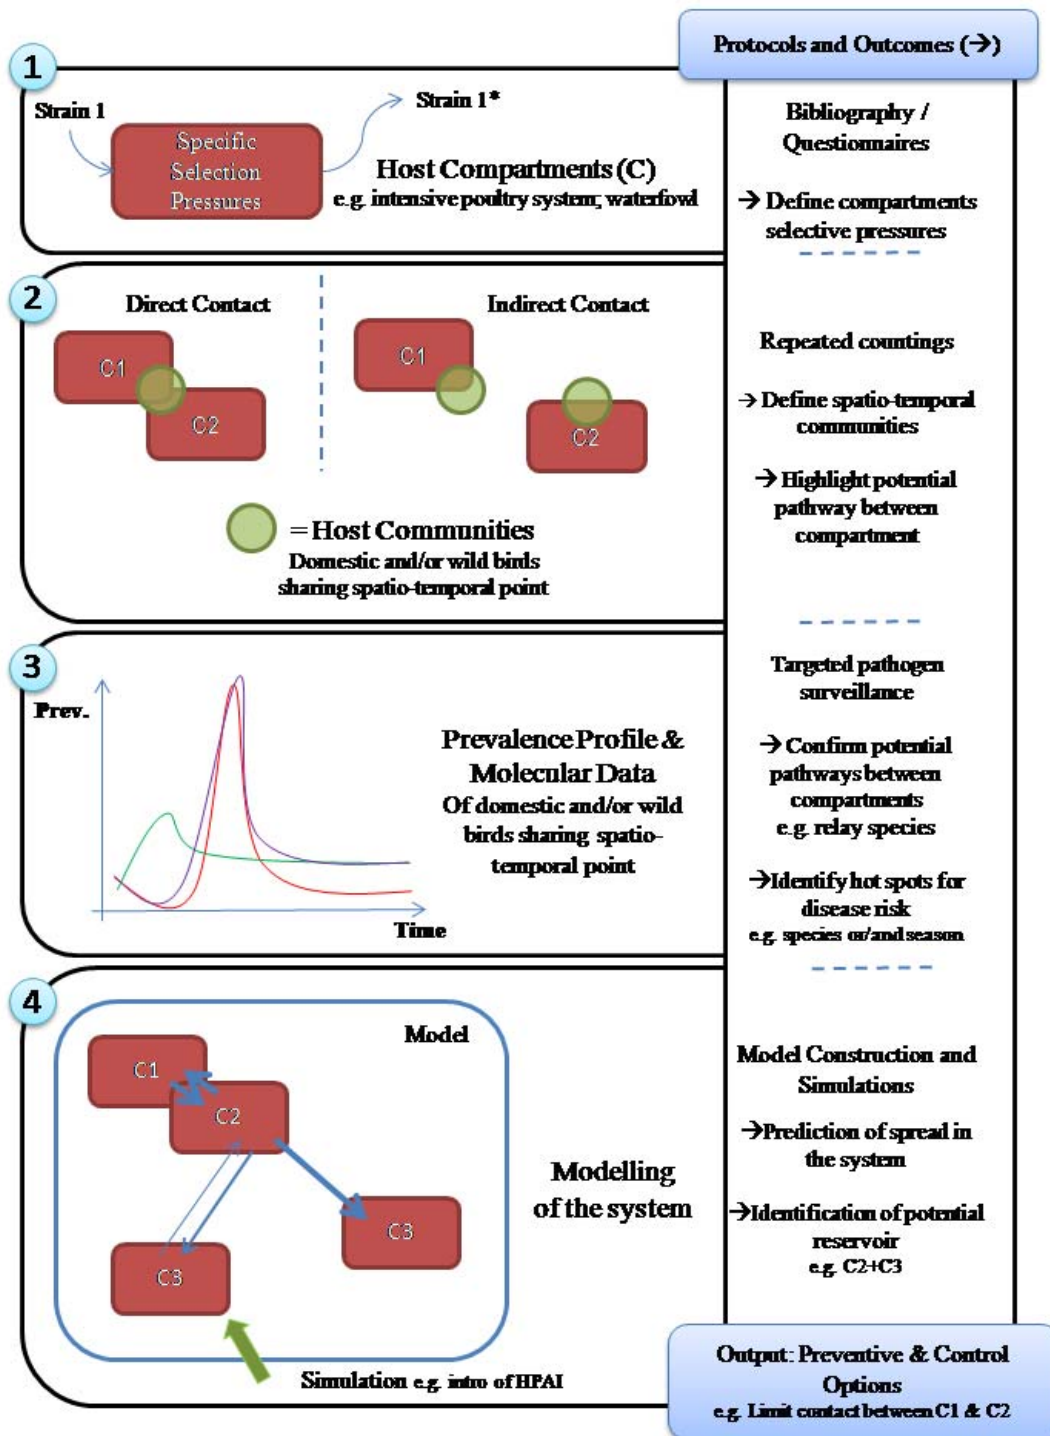 Protocols and Outcomes (→)
1
Strain 1
Strain 1*
Specific
Selection
Pressures
Host Compartments (C)
e.g. intensive poultry system; waterfowl
Bibliography /
Questionnaires
→ Define compartments
selective pressures
2
Direct Contact
Indirect Contact
C1
C2
C1
C2
= Host Communities
Domestic and/or wild birds
sharing spatio-temporal point
Repeated countings
→ Define spatio-temporal
communities
→ Highlight potential
pathway between
compartment
3
Prev.
Time
Prevalence Profile &
Molecular Data
Of domestic and/or wild
birds sharing spatio-
temporal point
Targeted pathogen
surveillance
→ Confirm potential
pathways between
compartments
e.g. relay species
→Identify hot spots for
disease risk
e.g. species or/and season
4
Model
C1
C2
C3
C3
Modelling
of the system
Simulation e.g. intro of HPAI
Model Construction and
Simulations
→Prediction of spread in
the system
→Identification of potential
reservoir
e.g. C2+C3
Output: Preventive & Control
Options
e.g. Limit contact between C1 & C2